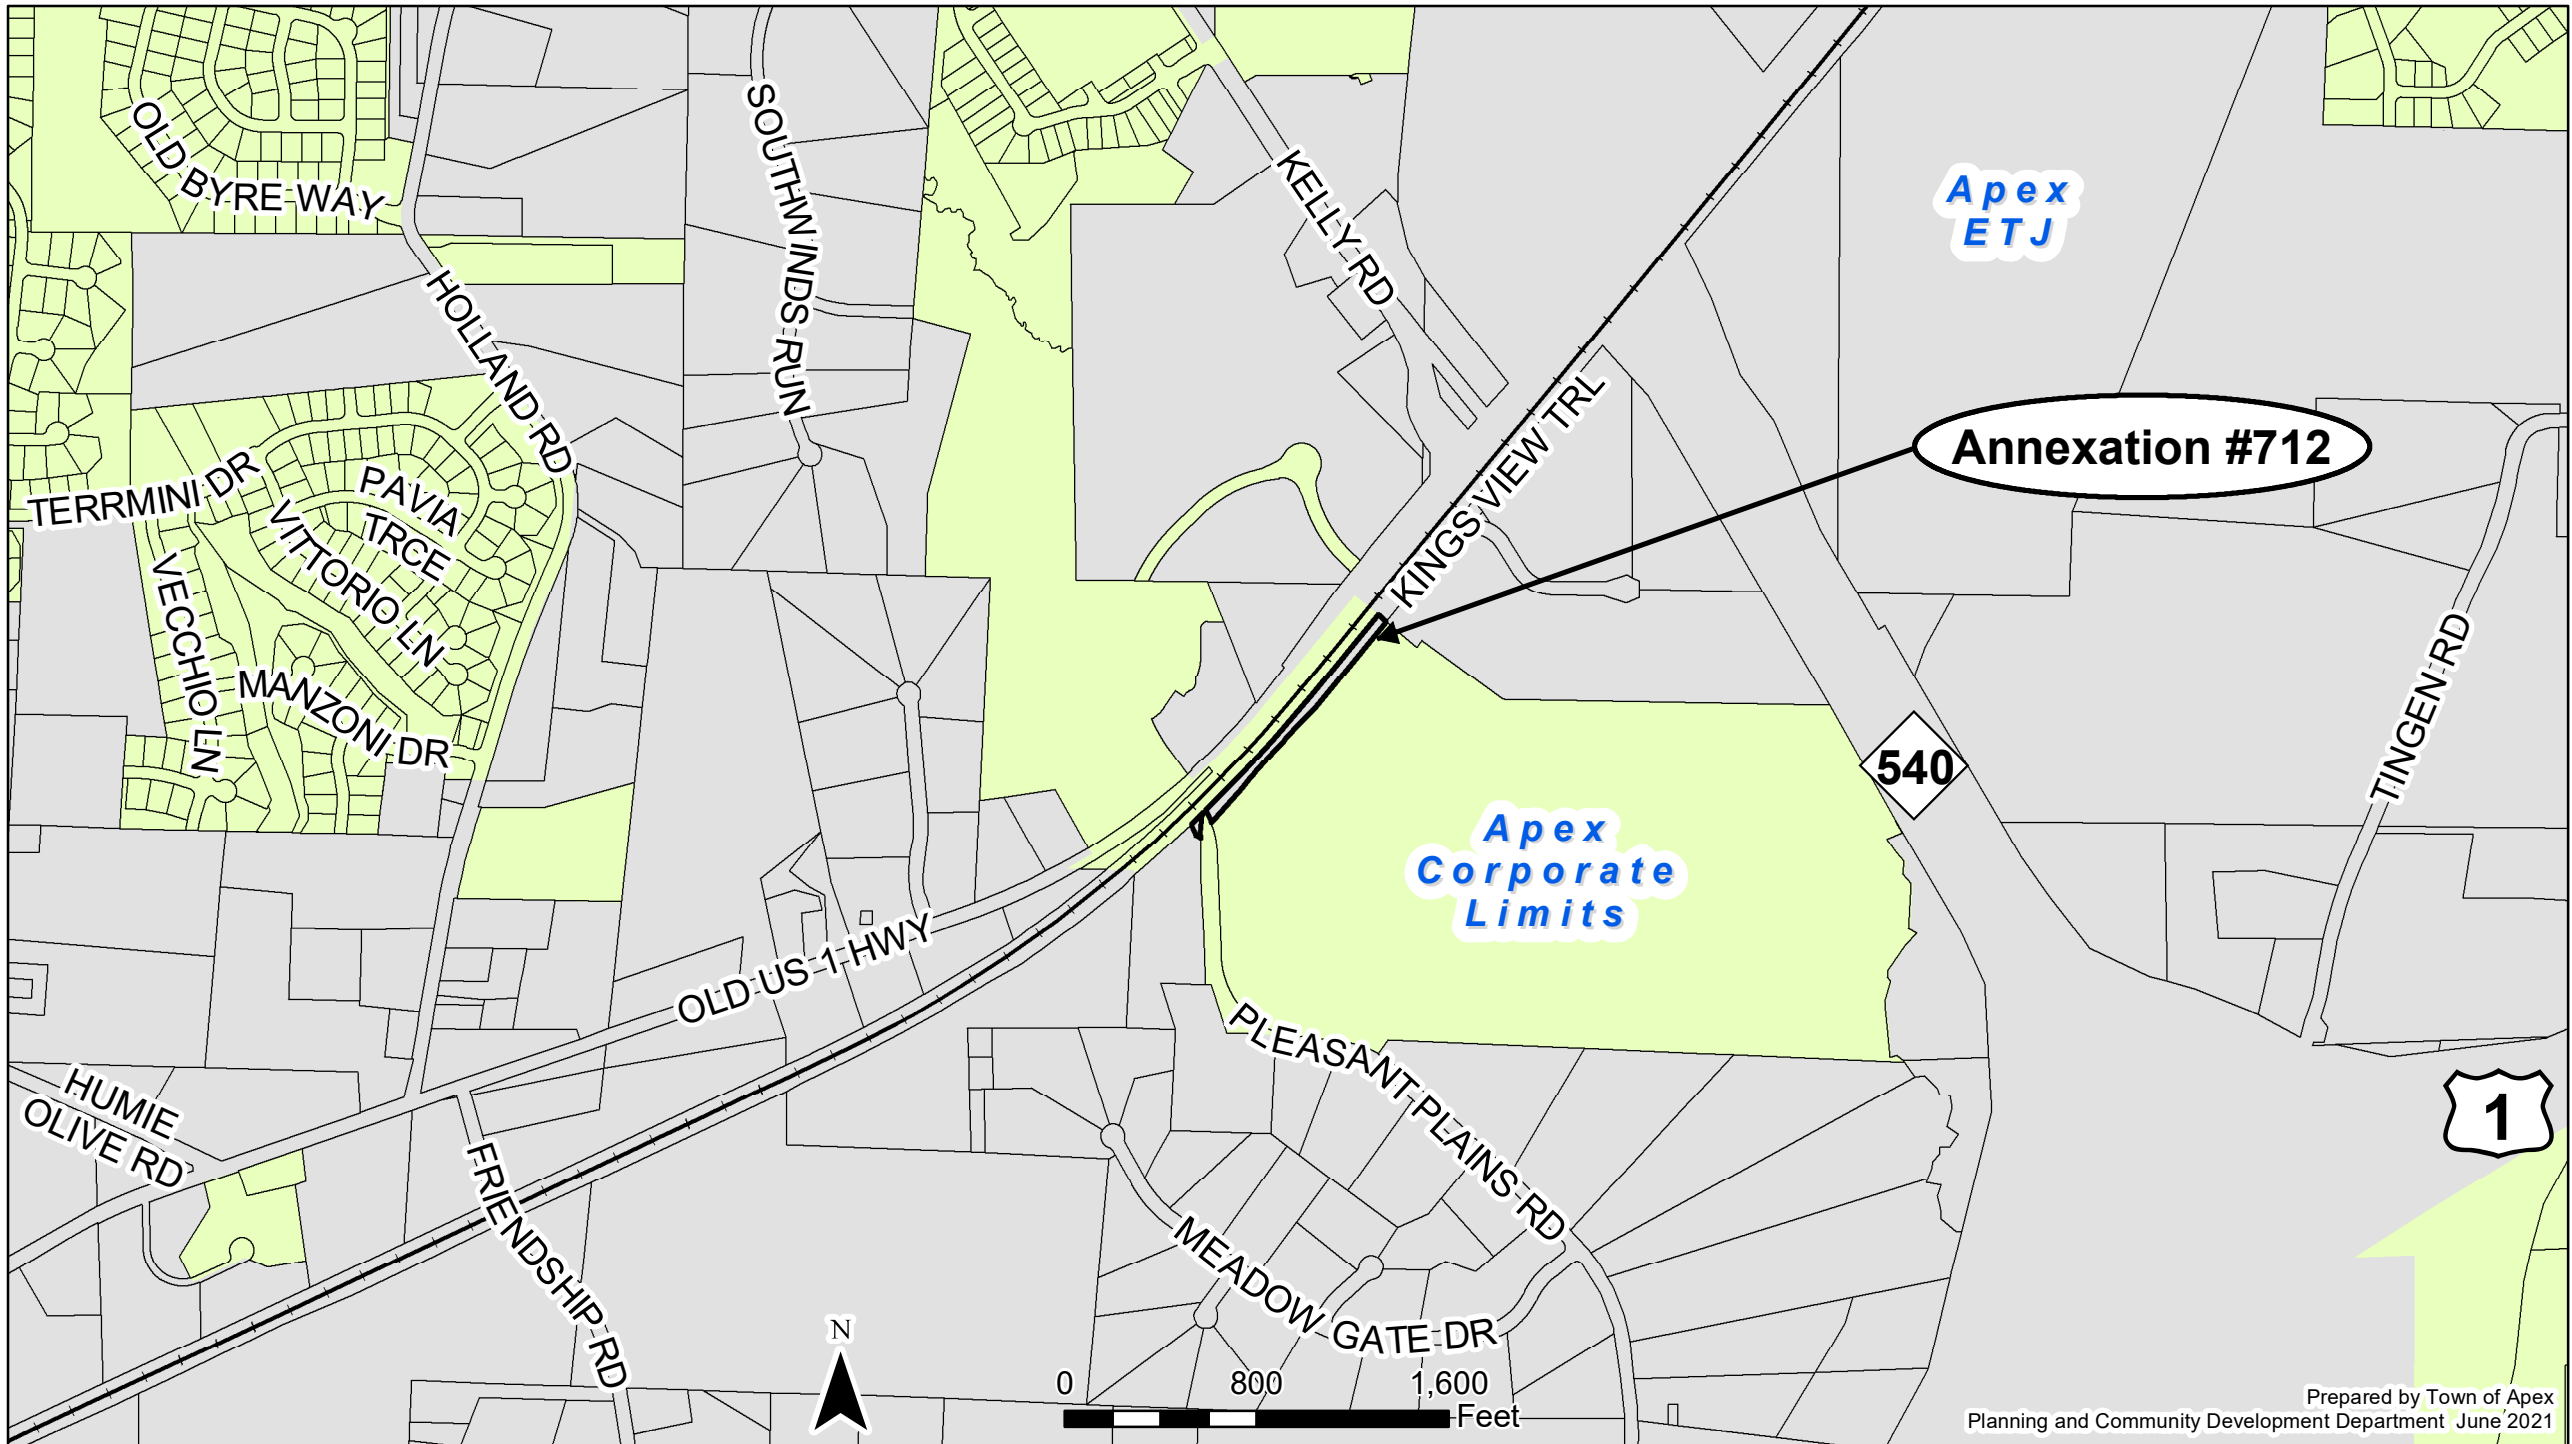 OLD BYRE WAY
SOUTHWINDS RUN
KELLY RD
Apex
ETJ
HOLLAND RD
KINGS VIEW TRL
Annexation #712
TERRMINI DR
PAVIA
TRCE
VITTORIO LN
VECCHIO LN
MANZONI DR
TINGEN RD
540
Apex
Corporate
Limits
OLD US 1 HWY
PLEASANT PLAINS RD
HUMIE
OLIVE RD
1
FRIENDSHIP RD
MEADOW GATE DR
N
0 800 1,600
Feet
Prepared by Town of Apex
Planning and Community Development Department June 2021